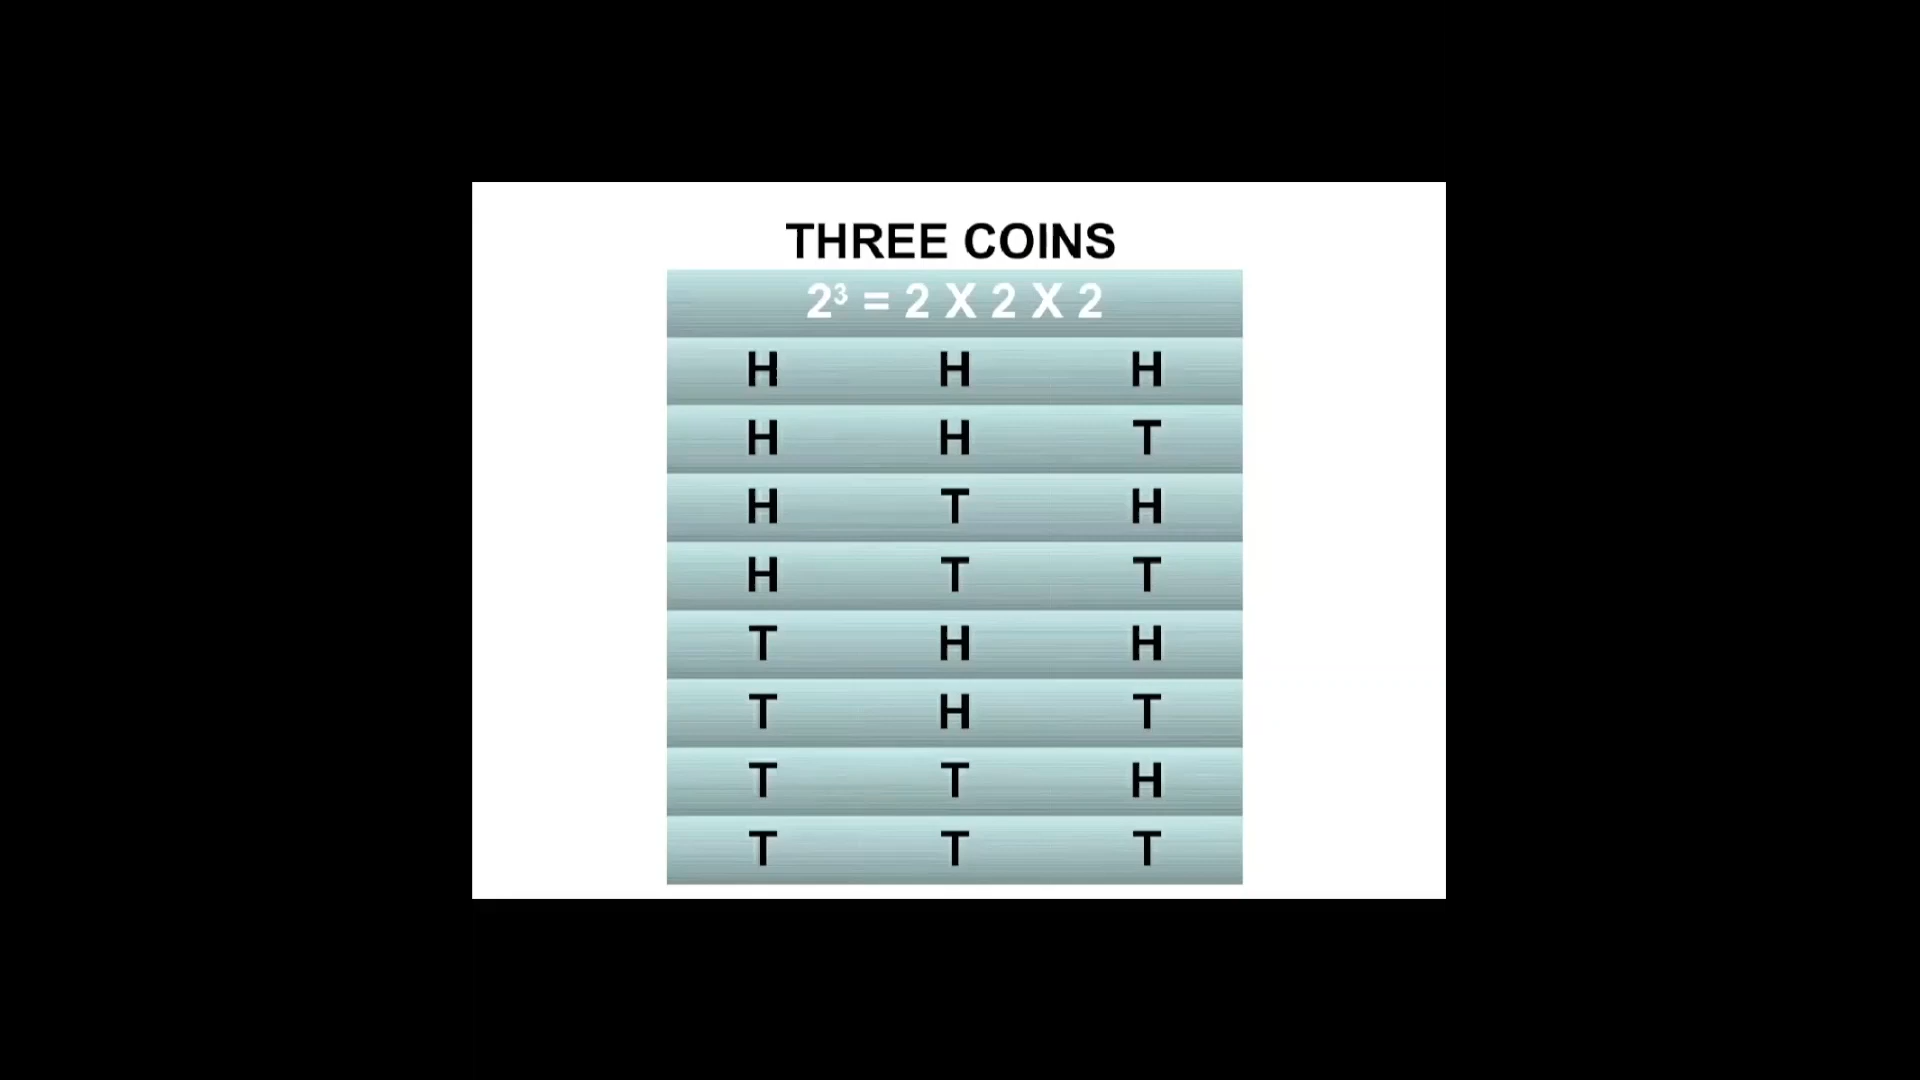 THREE COINS
2³ = 2 X 2 X 2
H H H
H H T
H T H
H T T
T H H
T H T
T T H
T T T